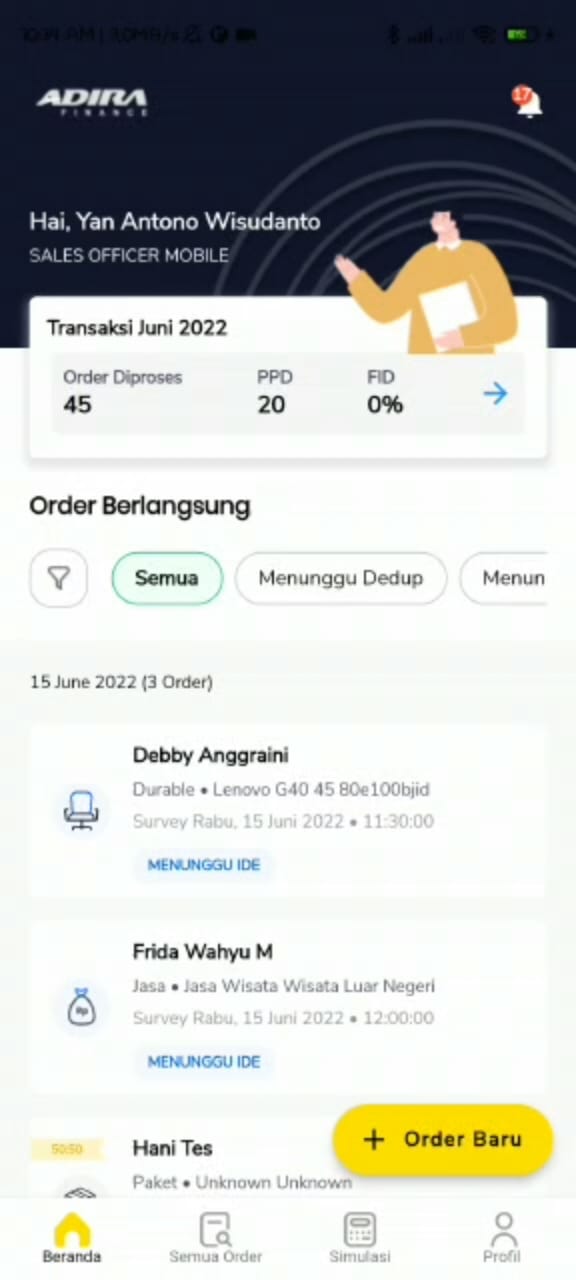 10:34 AM | 3.0MB/s
17
ADIRA
FINANCE
Hai, Yan Antono Wisudanto
SALES OFFICER MOBILE
Transaksi Juni 2022
Order Diproses PPD FID
45 20 0%
Order Berlangsung
Semua Menunggu Dedup Menun
15 June 2022 (3 Order)
Debby Anggraini
Durable • Lenovo G40 45 80e100bjid
Survey Rabu, 15 Juni 2022 • 11:30:00
MENUNGGU IDE
Frida Wahyu M
Jasa • Jasa Wisata Wisata Luar Negeri
Rp
Survey Rabu, 15 Juni 2022 • 12:00:00
MENUNGGU IDE
50:50 Hani Tes
+ Order Baru
Paket • Unknown Unknown
Beranda Semua Order Simulasi Profil